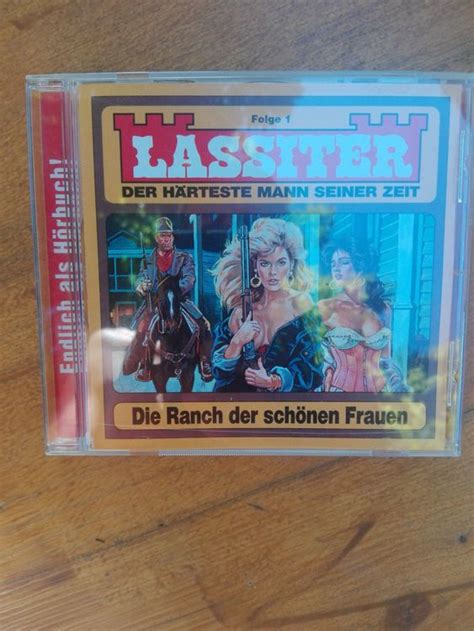 Folge 1
LASSITER
DER HÄRTESTE MANN SEINER ZEIT
Die Ranch der schönen Frauen
Endlich als Hörbuch!